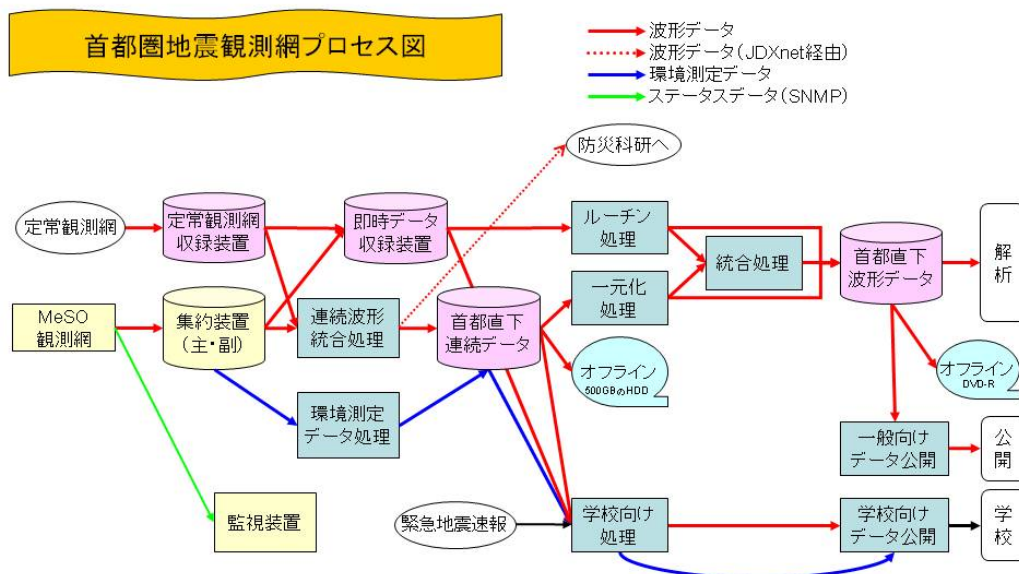 首都圏地震観測網プロセス図
波形データ
波形データ(JDXnet経由)
環境測定データ
ステータスデータ(SNMP)
防災科研へ
定常観測網
定常観測網
収録装置
即時データ
収録装置
ルーチン
処理
統合処理
首都直下
波形データ
解析
MeSO
観測網
集約装置
(主・副)
連続波形
統合処理
首都直下
連続データ
一元化
処理
オフライン
500GBのHDD
オフライン
DVD-R
環境測定
データ処理
一般向け
データ公開
公開
監視装置
緊急地震速報
学校向け
処理
学校向け
データ公開
学校